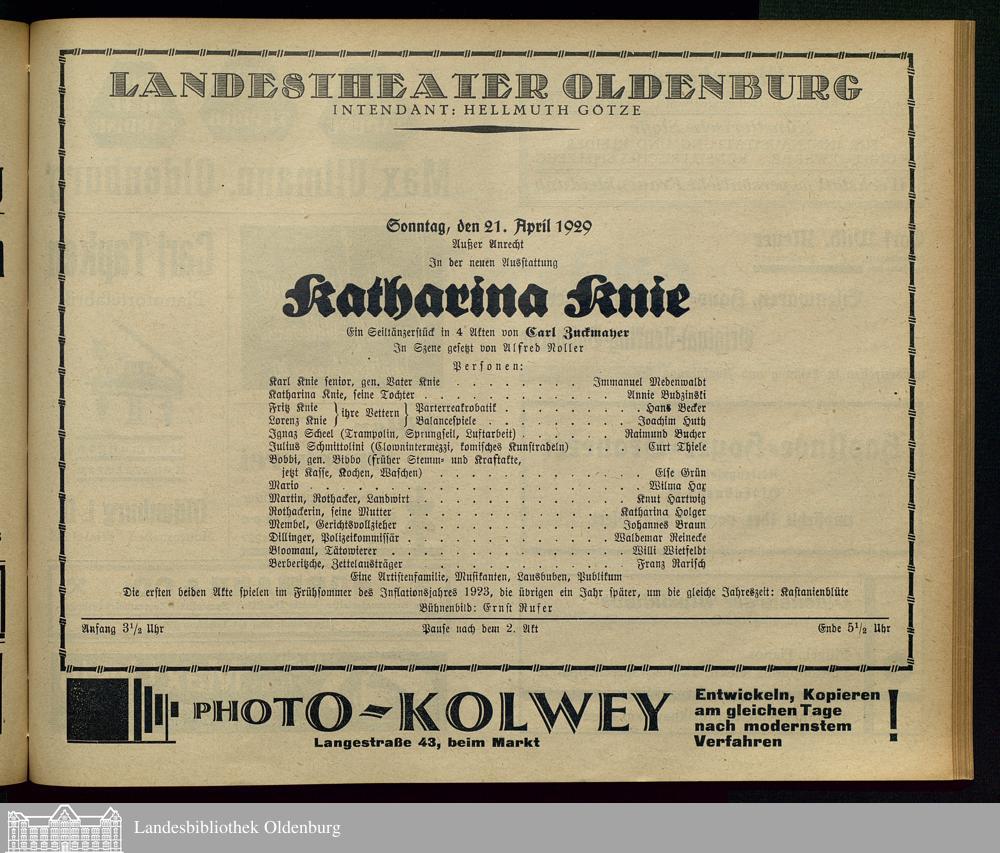 LANDESTHEATER OLDENBURG
INTENDANT: HELLMUTH GÖTZE
Sonntag, den 21. April 1929
Außer Anrecht
In der neuen Ausstattung
Katharina Knie
Ein Seiltänzerstück in 4 Akten von Carl Zuckmayer
In Szene gesetzt von Alfred Noller
Personen:
Karl Knie senior, gen. Vater Knie . . . . . . . . Immanuel Medenwaldt
Katharina Knie, seine Tochter . . . . . . . . . . Annie Budzinski
Fritz Knie } ihre Vettern { Parterreakrobatik . . . . . . . . Hans Becker
Lorenz Knie } ihre Vettern { Balancespiele . . . . . . . . Joachim Huth
Ignaz Scheel (Trampolin, Sprungseil, Luftarbeit) . . . . . . Raimund Bucher
Julius Schmittolini (Clownintermezzi, komisches Kunstradeln) . . . Curt Thiele
Bobbi, gen. Bibbo (früher Stemm- und Kraftakte,
jetzt Kasse, Kochen, Waschen) . . . . . . . . Else Grün
Mario . . . . . . . . . . . . Wilma Hax
Martin, Rothacker, Landwirt . . . . . . . . . . Knut Hartwig
Rothackerin, seine Mutter . . . . . . . . . . Katharina Holger
Membel, Gerichtsvollzieher . . . . . . . . . . Johannes Braun
Dillinger, Polizeikommissär . . . . . . . . . . Waldemar Reinecke
Bloomaul, Tätowierer . . . . . . . . . . Willi Wietfeldt
Berberitzche, Zettelausträger . . . . . . . . . . Franz Rarisch
Eine Artistenfamilie, Musikanten, Lausbuben, Publikum
Die ersten beiden Akte spielen im Frühsommer des Inflationsjahres 1923, die übrigen ein Jahr später, um die gleiche Jahreszeit: Kastanienblüte
Bühnenbild: Ernst Rufer
Anfang 3½ Uhr Pause nach dem 2. Akt Ende 5½ Uhr
PHOTO-KOLWEY
Langestraße 43, beim Markt
Entwickeln, Kopieren
am gleichen Tage
nach modernstem
Verfahren !
Landesbibliothek Oldenburg